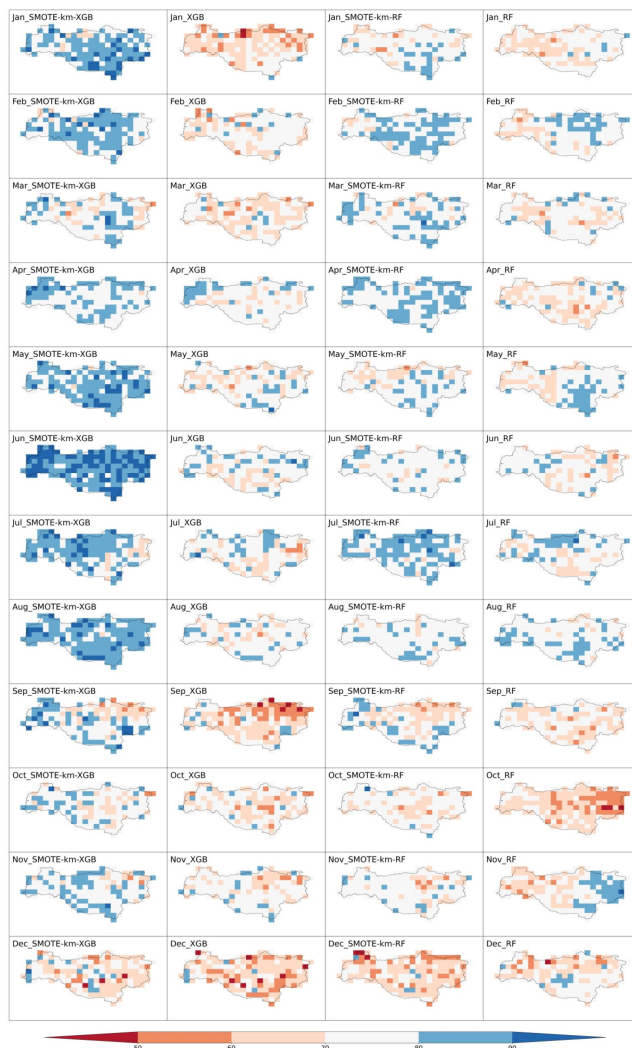 Jan_SMOTE-km-XGB Jan_XGB Jan_SMOTE-km-RF Jan_RF
Feb_SMOTE-km-XGB Feb_XGB Feb_SMOTE-km-RF Feb_RF
Mar_SMOTE-km-XGB Mar_XGB Mar_SMOTE-km-RF Mar_RF
Apr_SMOTE-km-XGB Apr_XGB Apr_SMOTE-km-RF Apr_RF
May_SMOTE-km-XGB May_XGB May_SMOTE-km-RF May_RF
Jun_SMOTE-km-XGB Jun_XGB Jun_SMOTE-km-RF Jun_RF
Jul_SMOTE-km-XGB Jul_XGB Jul_SMOTE-km-RF Jul_RF
Aug_SMOTE-km-XGB Aug_XGB Aug_SMOTE-km-RF Aug_RF
Sep_SMOTE-km-XGB Sep_XGB Sep_SMOTE-km-RF Sep_RF
Oct_SMOTE-km-XGB Oct_XGB Oct_SMOTE-km-RF Oct_RF
Nov_SMOTE-km-XGB Nov_XGB Nov_SMOTE-km-RF Nov_RF
Dec_SMOTE-km-XGB Dec_XGB Dec_SMOTE-km-RF Dec_RF
50 60 70 80 90